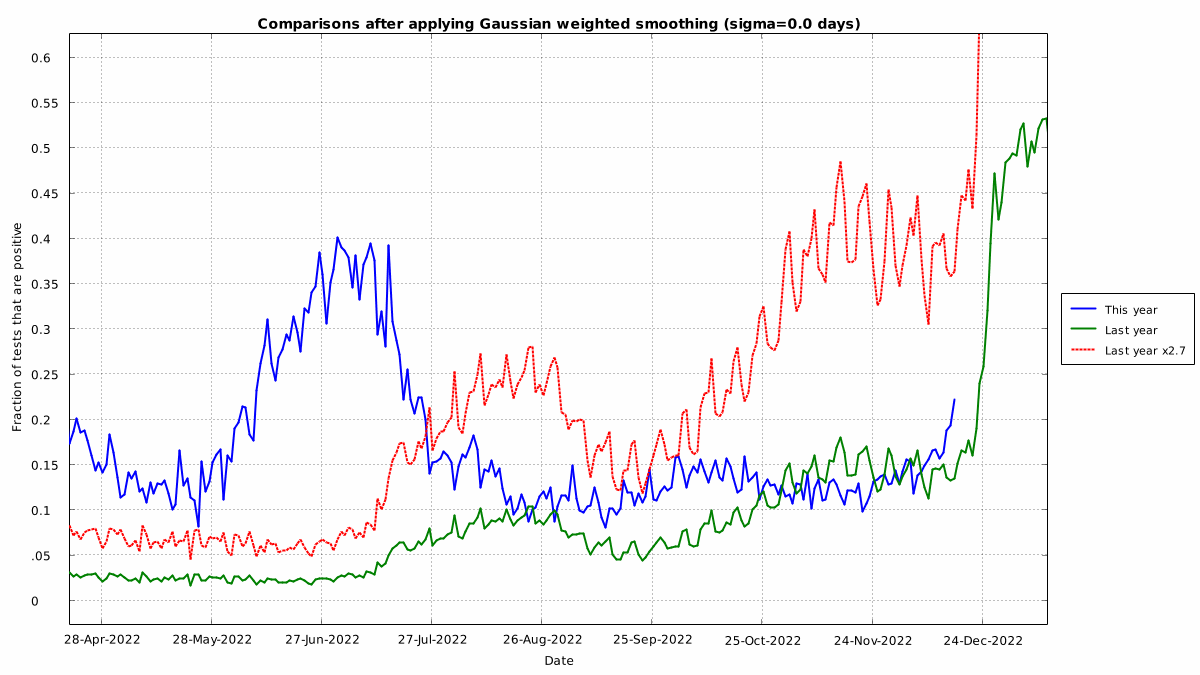 Comparisons after applying Gaussian weighted smoothing (sigma=0.0 days)
0.6
0.55
0.5
0.45
0.4
0.35
0.3
0.25
0.2
0.15
0.1
.05
0
Fraction of tests that are positive
28-Apr-2022 28-May-2022 27-Jun-2022 27-Jul-2022 26-Aug-2022 25-Sep-2022 25-Oct-2022 24-Nov-2022 24-Dec-2022
Date
This year
Last year
Last year x2.7